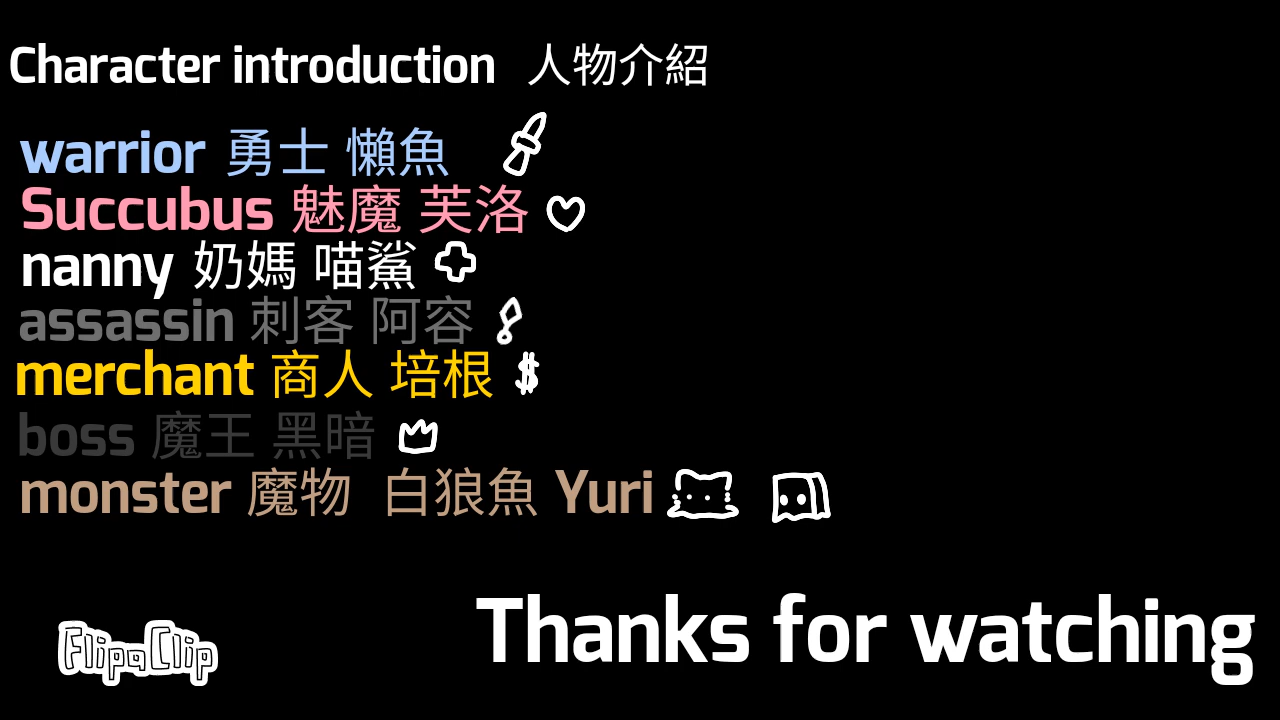 Character introduction 人物介紹
warrior 勇士 懶魚
Succubus 魅魔 芙洛
nanny 奶媽 喵鯊
assassin 刺客 阿容
merchant 商人 培根 $
boss 魔王 黑暗
monster 魔物 白狼魚 Yuri
Thanks for watching
FlipaClip